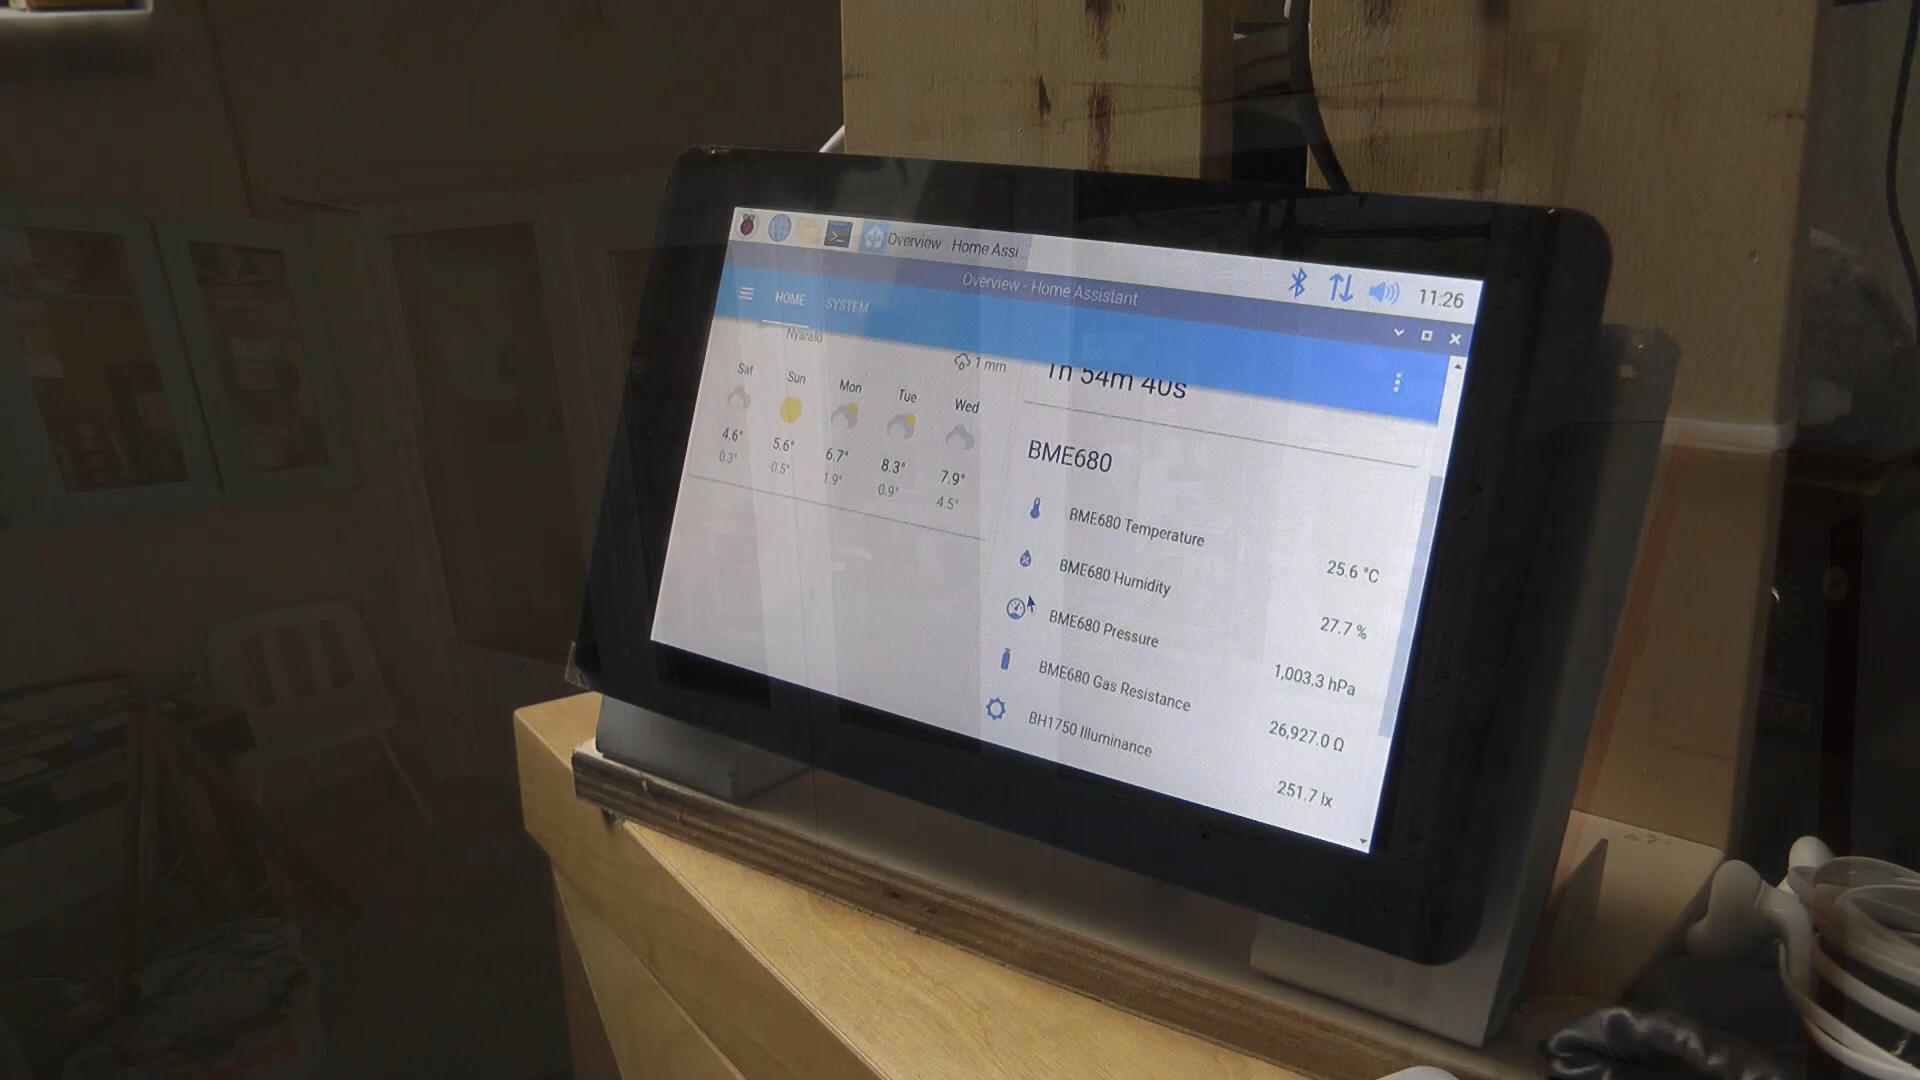 Overview - Home Assi...
11:26
Overview - Home Assistant
HOME SYSTEM
Nyaraló
1 mm
Sat Sun Mon Tue Wed
4.6° 5.6° 6.7° 8.3° 7.9°
0.3° -0.5° 1.9° 0.9° 4.5°
1h 54m 40s
BME680
BME680 Temperature 25.6 °C
BME680 Humidity 27.7 %
BME680 Pressure 1,003.3 hPa
BME680 Gas Resistance 26,927.0 Ω
BH1750 Illuminance 251.7 lx